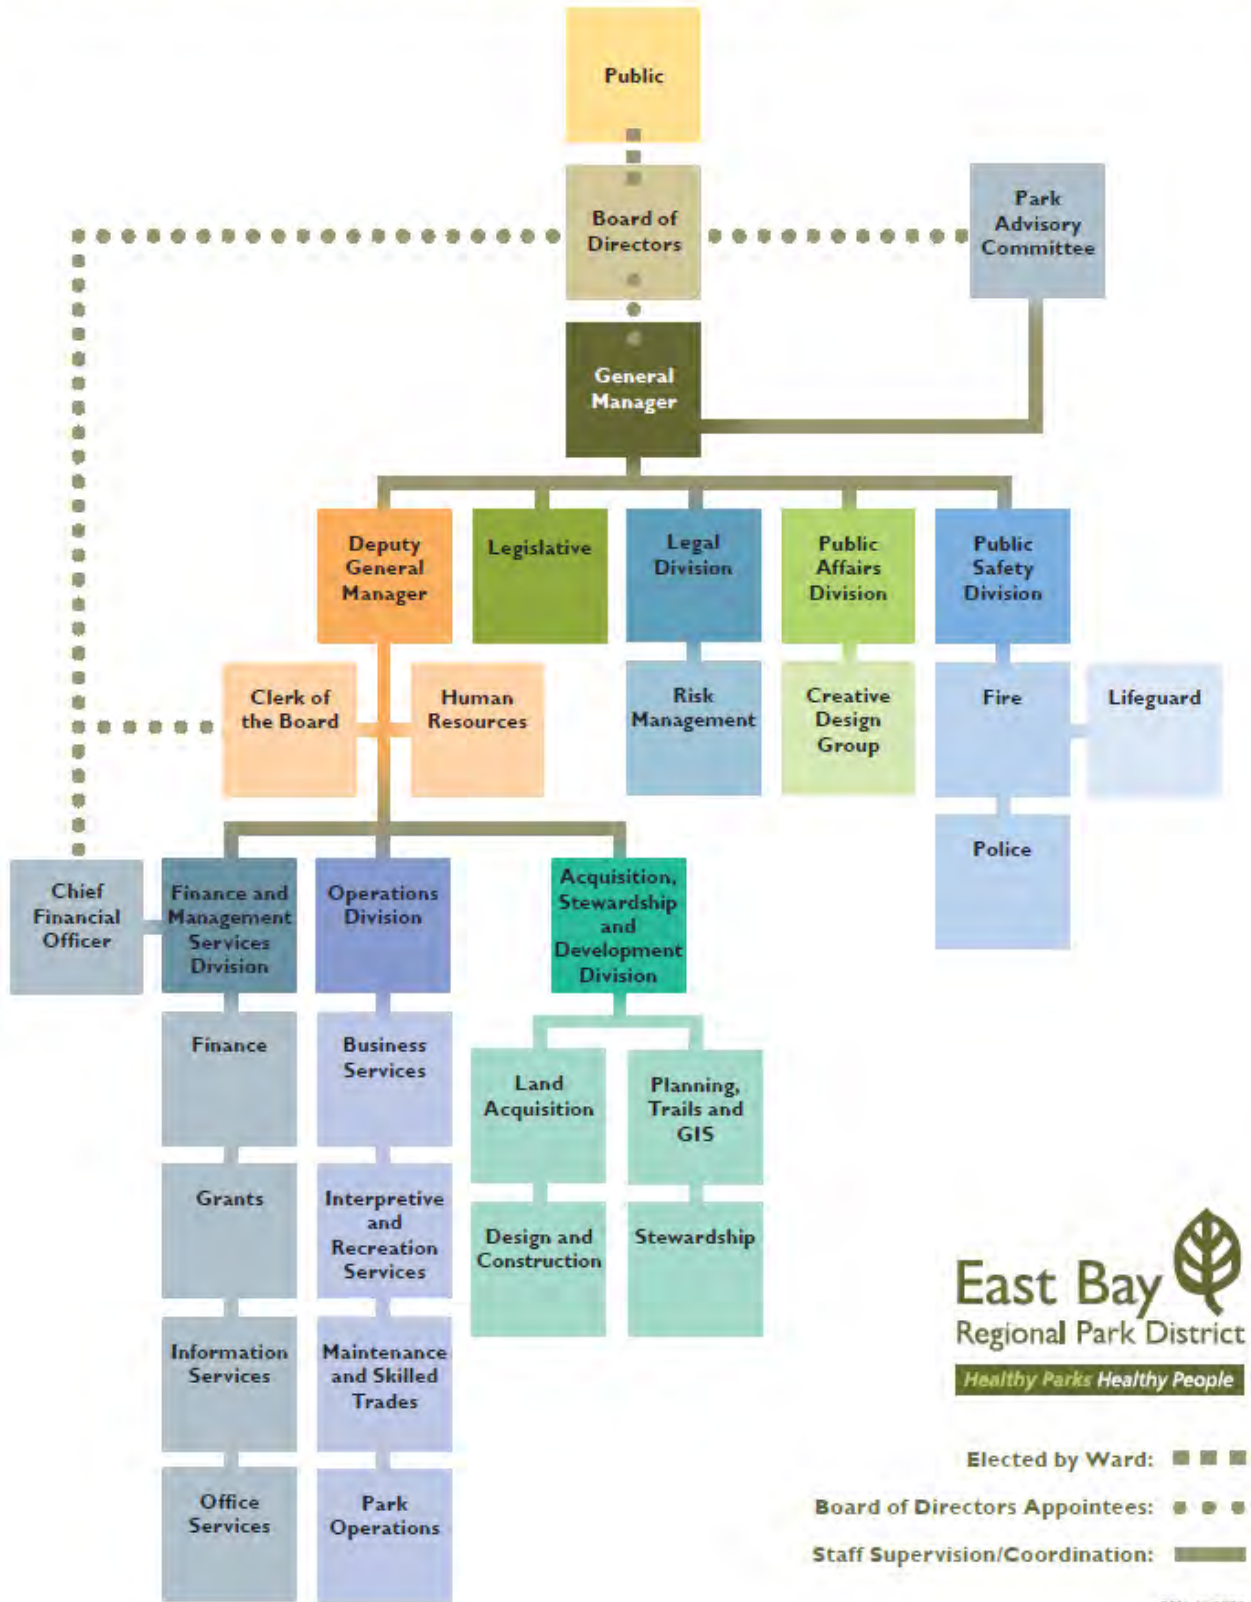 Public
Board of
Directors
Park
Advisory
Committee
General
Manager
Deputy
General
Manager
Legislative
Legal
Division
Public
Affairs
Division
Public
Safety
Division
Clerk of
the Board
Human
Resources
Risk
Management
Creative
Design
Group
Fire
Lifeguard
Police
Chief
Financial
Officer
Finance and
Management
Services
Division
Operations
Division
Acquisition,
Stewardship
and
Development
Division
Finance
Business
Services
Land
Acquisition
Planning,
Trails and
GIS
Grants
Interpretive
and
Recreation
Services
Design and
Construction
Stewardship
Information
Services
Maintenance
and Skilled
Trades
Office
Services
Park
Operations
East Bay
Regional Park District
Healthy Parks Healthy People
Elected by Ward:
Board of Directors Appointees:
Staff Supervision/Coordination: